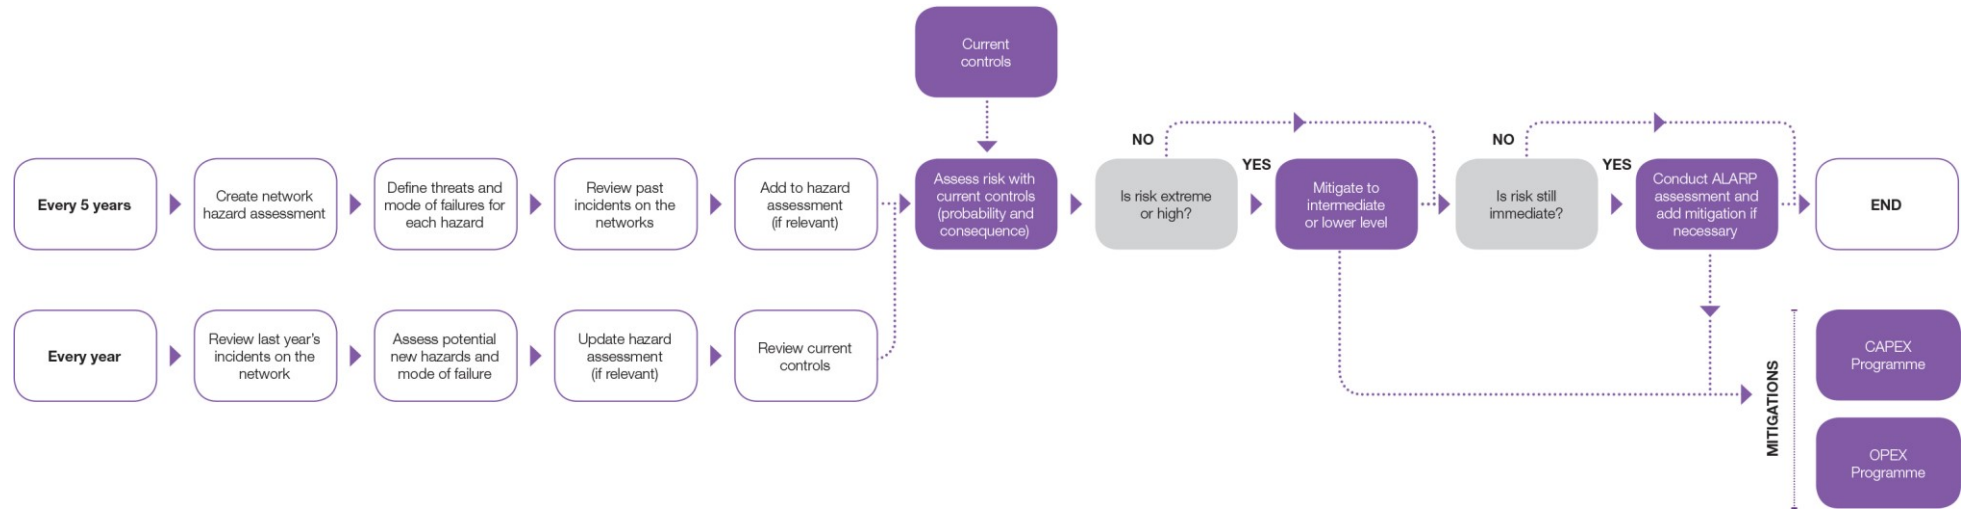 Current
controls
Every 5 years
Create network
hazard assessment
Define threats and
mode of failures for
each hazard
Review past
incidents on the
networks
Add to hazard
assessment
(if relevant)
Assess risk with
current controls
(probability and
consequence)
NO
Is risk extreme
or high?
YES
Mitigate to
intermediate
or lower level
NO
Is risk still
immediate?
YES
Conduct ALARP
assessment and
add mitigation if
necessary
END
Every year
Review last year's
incidents on the
network
Assess potential
new hazards and
mode of failure
Update hazard
assessment
(if relevant)
Review current
controls
MITIGATIONS
CAPEX
Programme
OPEX
Programme